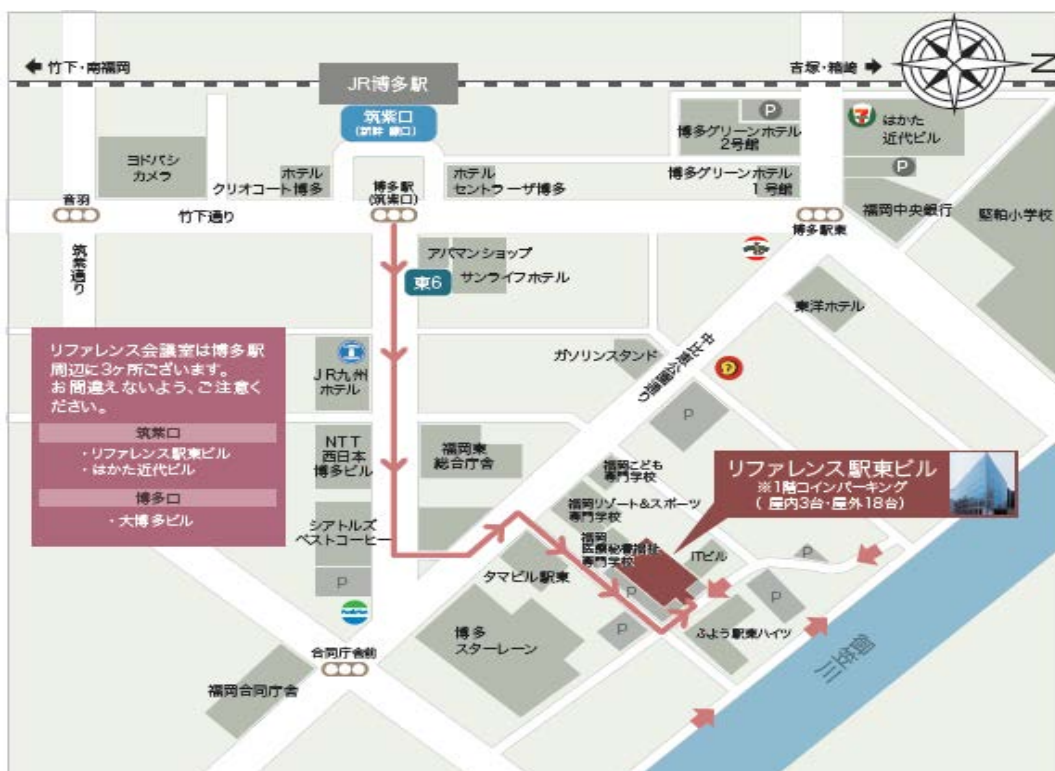 竹下・南福岡
JR博多駅
吉塚・箱崎
N
筑紫口
(新幹線口)
P
博多グリーンホテル
2号館
はかた
近代ビル
P
ヨドバシ
カメラ
ホテル
クリオコート博多
博多駅
(筑紫口)
ホテル
セントラーザ博多
博多グリーンホテル
1号館
音羽
竹下通り
博多駅東
福岡中央銀行
堅粕小学校
筑紫通り
アパマンショップ
東6
サンライフホテル
東洋ホテル
リファレンス会議室は博多駅
周辺に3ヶ所ございます。
お間違えないよう、ご注意く
ださい。
筑紫口
・リファレンス駅東ビル
・はかた近代ビル
博多口
・大博多ビル
JR九州
ホテル
ガソリンスタンド
中比恵公園通り
P
NTT
西日本
博多ビル
福岡東
総合庁舎
福岡こども
専門学校
リファレンス駅東ビル
※1階コインパーキング
( 屋内3台・屋外18台)
福岡リゾート&スポーツ
専門学校
シアトルズ
ベストコーヒー
福岡
医療秘書福祉
専門学校
ITビル
P
P
タマビル駅東
P
P
P
ふよう駅東ハイツ
博多
スターレーン
御笠川
合同庁舎前
福岡合同庁舎